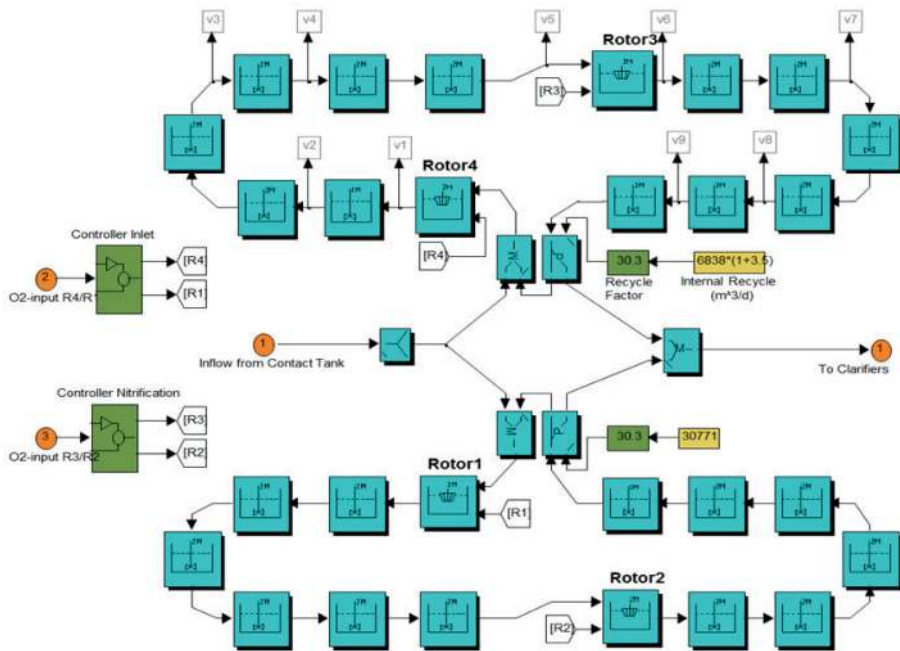 v3
v4
v5
v6
v7
Rotor3
[R3]
v2
v1
v9
v8
Rotor4
[R4]
Controller Inlet
[R4]
[R1]
2
O2-input R4/R1
30.3
6838*(1+3.5)
Recycle
Factor
Internal Recycle
(m^3/d)
1
Inflow from Contact Tank
M
P
M
1
To Clarifiers
Controller Nitrification
[R3]
[R2]
3
O2-input R3/R2
M
P
30.3
30771
Rotor1
[R1]
Rotor2
[R2]